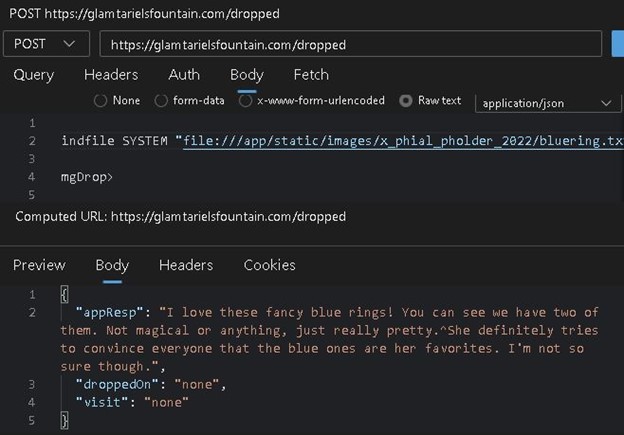 POST https://glamtarielsfountain.com/dropped
POST https://glamtarielsfountain.com/dropped
Query Headers Auth Body Fetch
None form-data x-www-form-urlencoded Raw text application/json
1
2 indfile SYSTEM "file:///app/static/images/x_phial_pholder_2022/bluering.tx
3
4 mgDrop>
5
Computed URL: https://glamtarielsfountain.com/dropped
Preview Body Headers Cookies
1 {
2 "appResp": "I love these fancy blue rings! You can see we have two of
them. Not magical or anything, just really pretty.^She definitely tries
to convince everyone that the blue ones are her favorites. I'm not so
sure though.",
3 "droppedOn": "none",
4 "visit": "none"
5 }